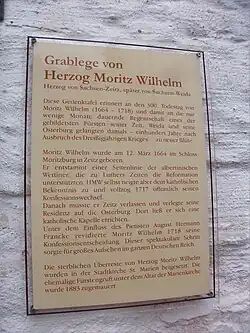 Grablege von
Herzog Moritz Wilhelm
Herzog von Sachsen-Zeitz, später von Sachsen-Weida
Diese Gedenktafel erinnert an den 300. Todestag von
Moritz Wilhelm (1664 – 1718) und damit an die nur
wenige Monate dauernde Regentschaft eines der
gebildetsten Fürsten seiner Zeit. Weida und seine
Osterburg gelangten damals – einhundert Jahre nach
Ausbruch des Dreißigjährigen Krieges – zu neuer Blüte.
Moritz Wilhelm wurde am 12. März 1664 im Schloss
Moritzburg in Zeitz geboren.
Er entstammt einer Seitenlinie der albertinischen
Wettiner, die zu Luthers Zeiten die Reformation
unterstützten. HMW selbst neigte aber dem katholischen
Bekenntnis zu und vollzog 1717 öffentlich seinen
Konfessionswechsel.
Danach musste er Zeitz verlassen und verlegte seine
Residenz auf die Osterburg. Dort ließ er sich eine
katholische Kapelle errichten.
Unter dem Einfluss des Pietisten August Hermann
Francke revidierte Moritz Wilhelm 1718 seine
Konfessionsentscheidung. Dieser spektakuläre Schritt
sorgte für großes Aufsehen im ganzen Deutschen Reich.
Die sterblichen Überreste von Herzog Moritz Wilhelm
wurden in der Stadtkirche St. Marien beigesetzt. Die
ehemalige Fürstengruft unter dem Altar der Marienkirche
wurde 1883 zugemauert.